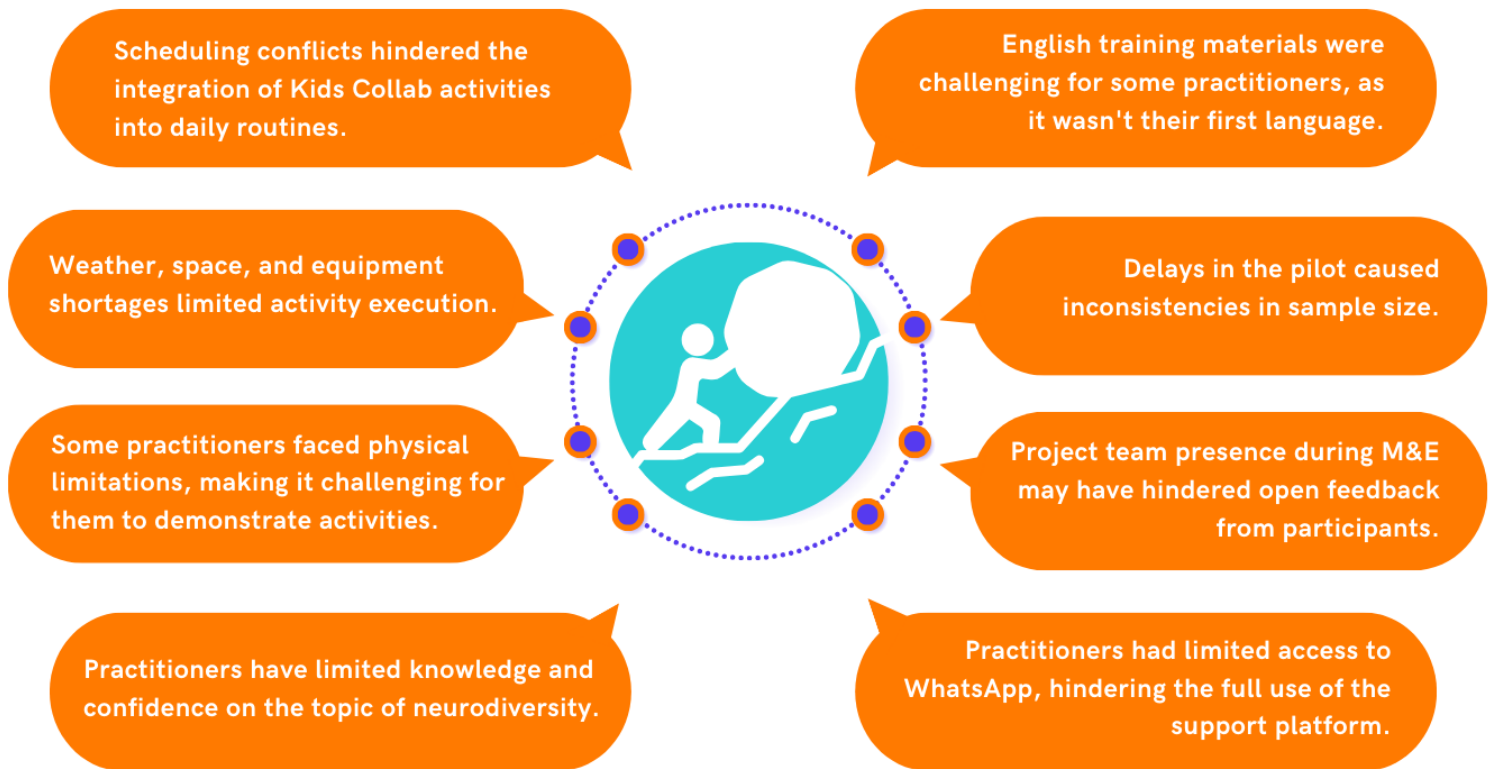 Scheduling conflicts hindered the
integration of Kids Collab activities
into daily routines.
Weather, space, and equipment
shortages limited activity execution.
Some practitioners faced physical
limitations, making it challenging for
them to demonstrate activities.
Practitioners have limited knowledge and
confidence on the topic of neurodiversity.
English training materials were
challenging for some practitioners, as
it wasn't their first language.
Delays in the pilot caused
inconsistencies in sample size.
Project team presence during M&E
may have hindered open feedback
from participants.
Practitioners had limited access to
WhatsApp, hindering the full use of the
support platform.